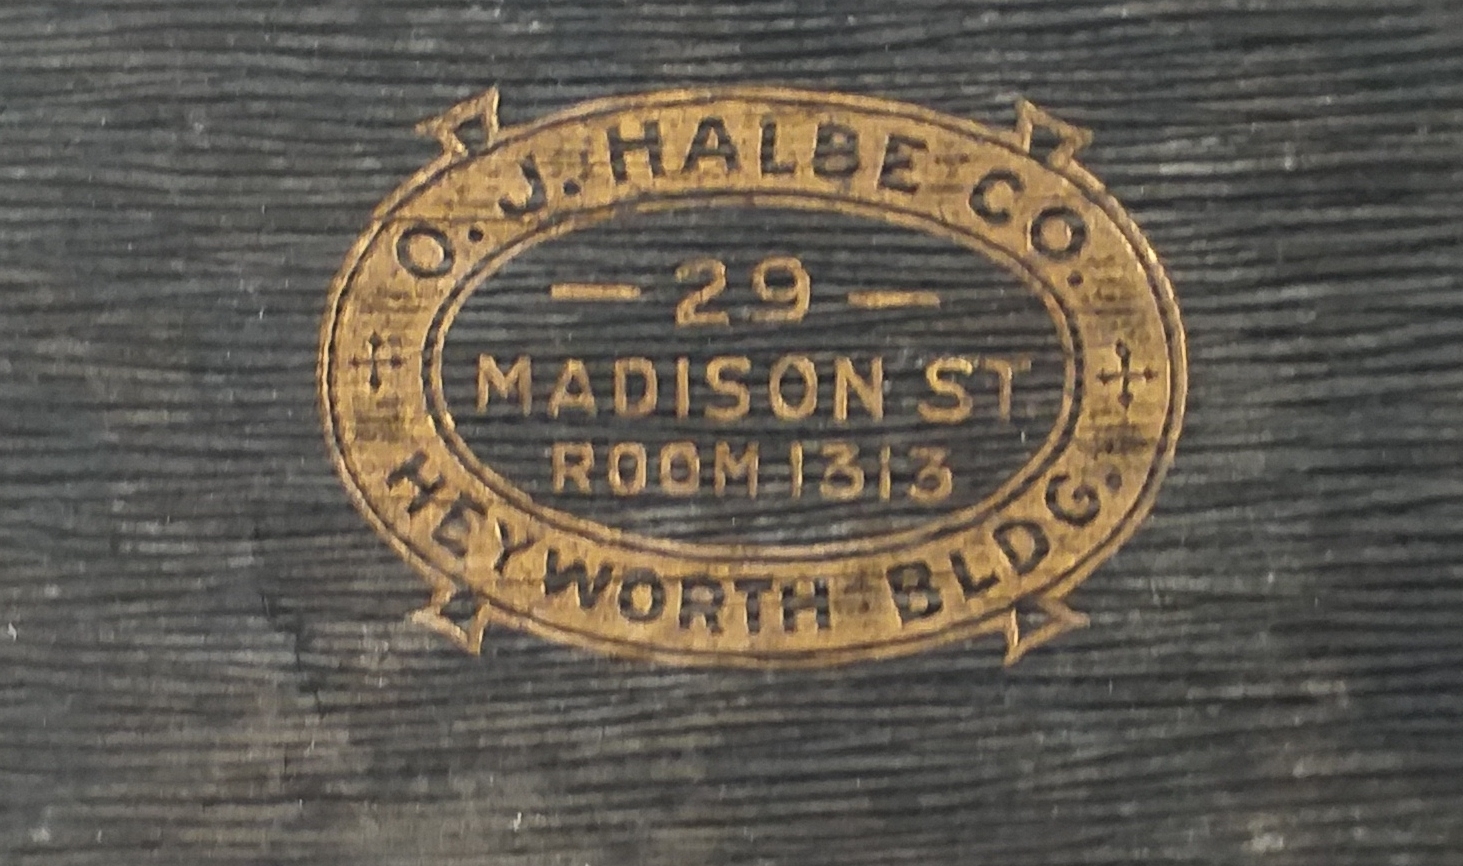 O. J. HALBE CO.
— 29 —
MADISON ST.
ROOM 1313
HEYWORTH BLDG.